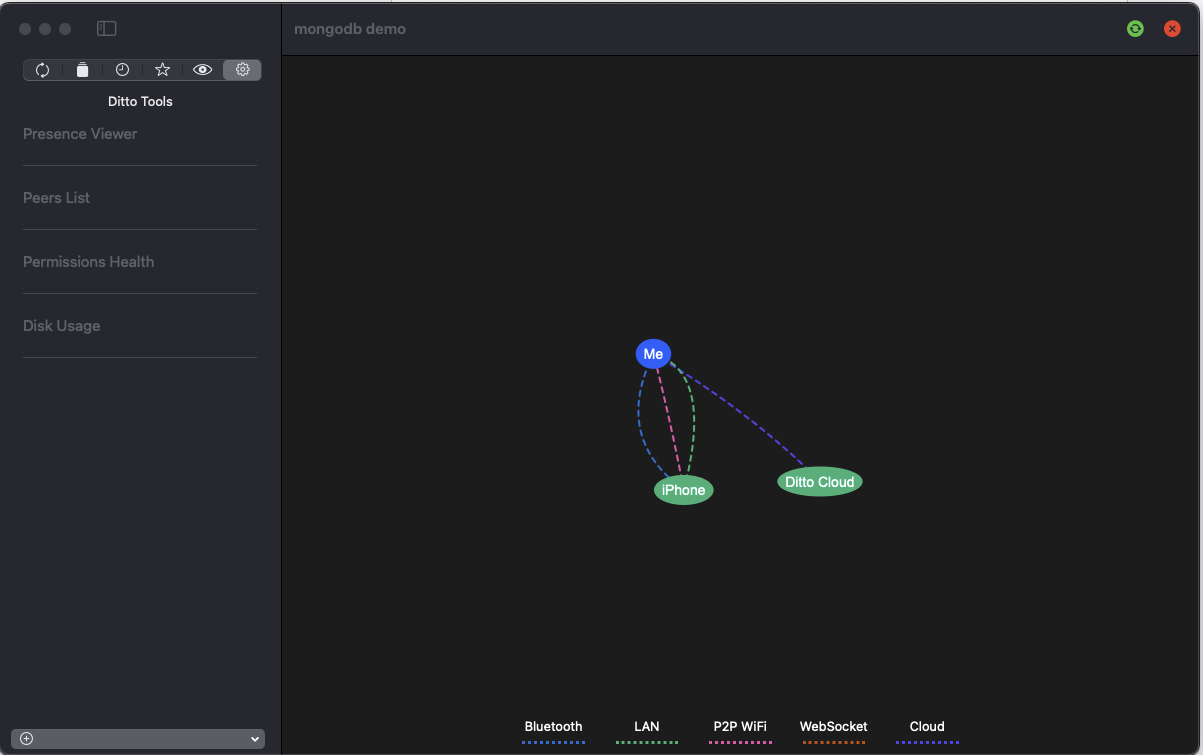 mongodb demo
Ditto Tools
Presence Viewer
Peers List
Permissions Health
Disk Usage
Me
iPhone
Ditto Cloud
Bluetooth LAN P2P WiFi WebSocket Cloud